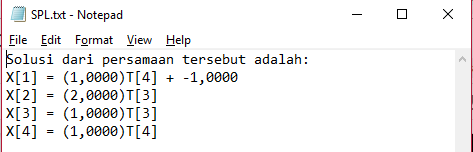 SPL.txt - Notepad
File Edit Format View Help
Solusi dari persamaan tersebut adalah:
X[1] = (1,0000)T[4] + -1,0000
X[2] = (2,0000)T[3]
X[3] = (1,0000)T[3]
X[4] = (1,0000)T[4]